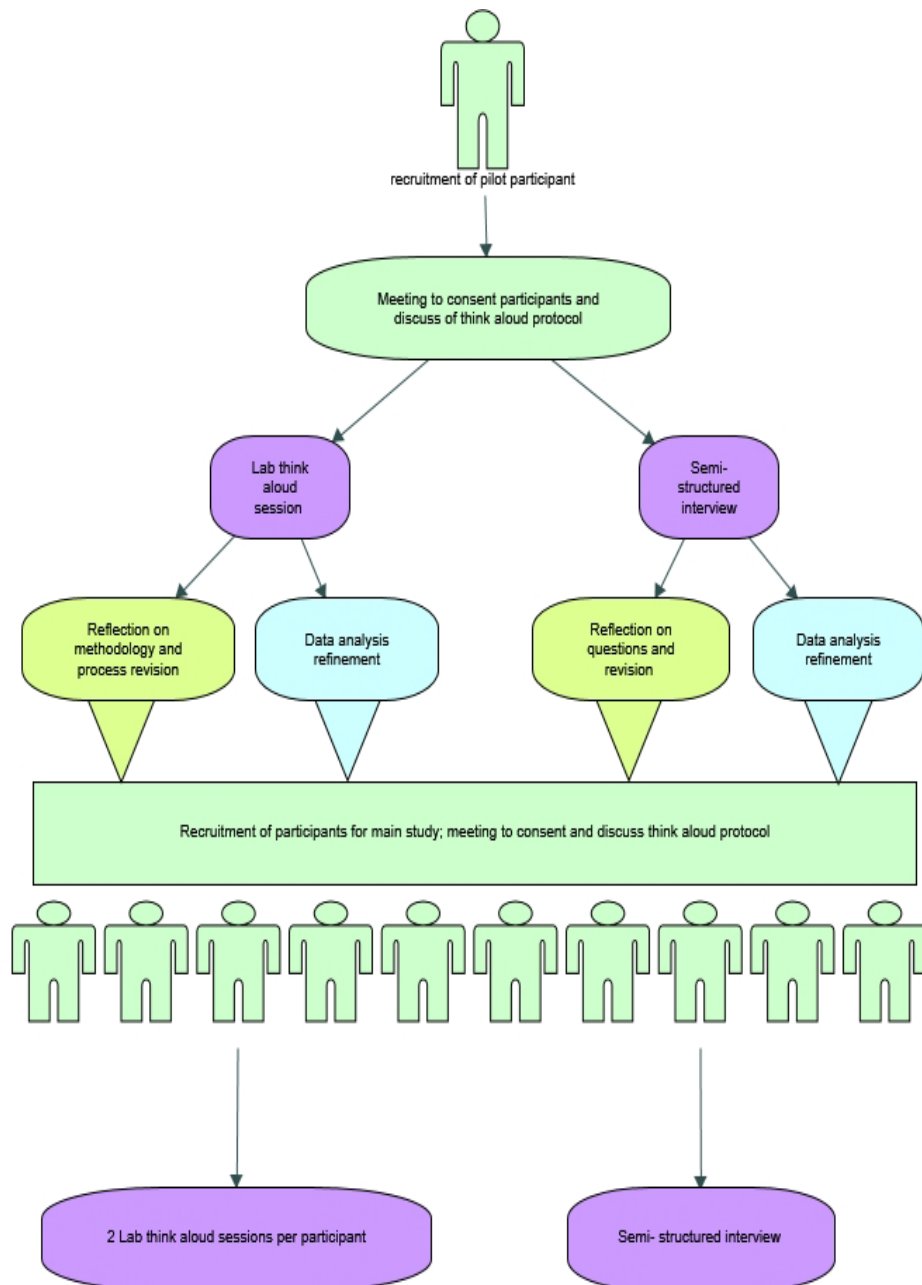 recruitment of pilot participant
Meeting to consent participants and
discuss of think aloud protocol
Lab think
aloud
session
Semi-
structured
interview
Reflection on
methodology and
process revision
Data analysis
refinement
Reflection on
questions and
revision
Data analysis
refinement
Recruitment of participants for main study; meeting to consent and discuss think aloud protocol
2 Lab think aloud sessions per participant
Semi- structured interview